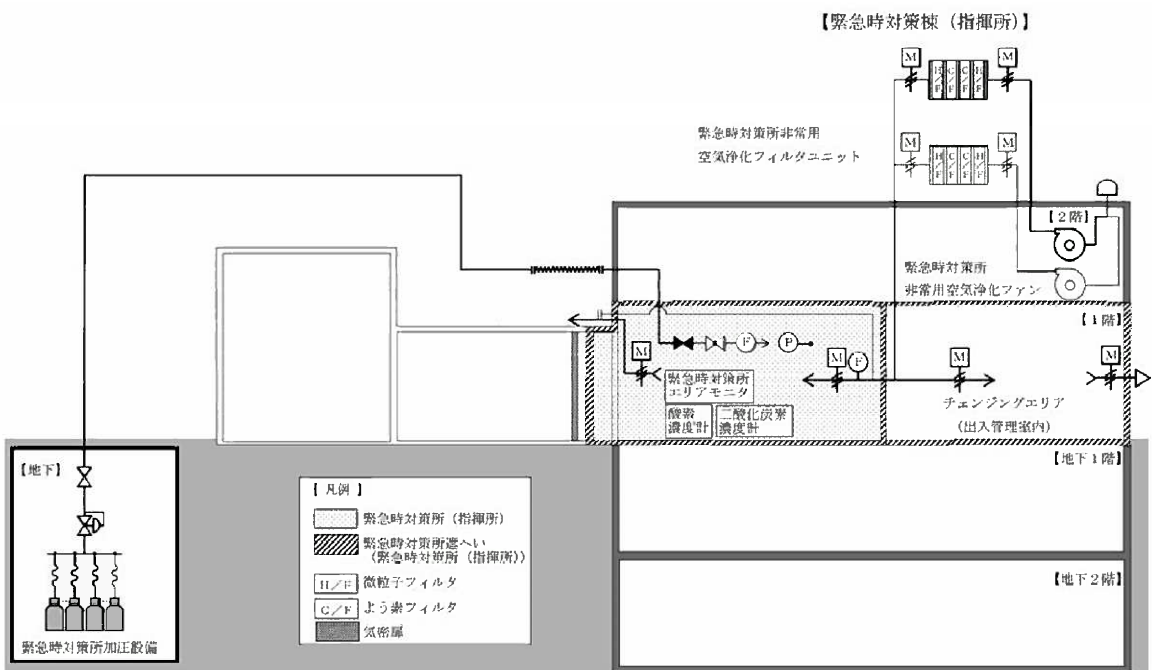 【緊急時対策棟（指揮所）】
M
M
H/F
C/F
C/F
H/F
緊急時対策所非常用
空気浄化フィルタユニット
M
M
H/F
C/F
C/F
H/F
【2階】
緊急時対策所
非常用空気浄化ファン
【1階】
M
F
P
M
F
M
M
緊急時対策所
エリアモニタ
酸素
濃度計
二酸化炭素
濃度計
チェンジングエリア
（出入管理室内）
【地下1階】
【地下2階】
【地下】
緊急時対策所加圧設備
【 凡例 】
緊急時対策所（指揮所）
緊急時対策所遮へい
（緊急時対策所（指揮所））
H／F 微粒子フィルタ
C／F よう素フィルタ
気密扉